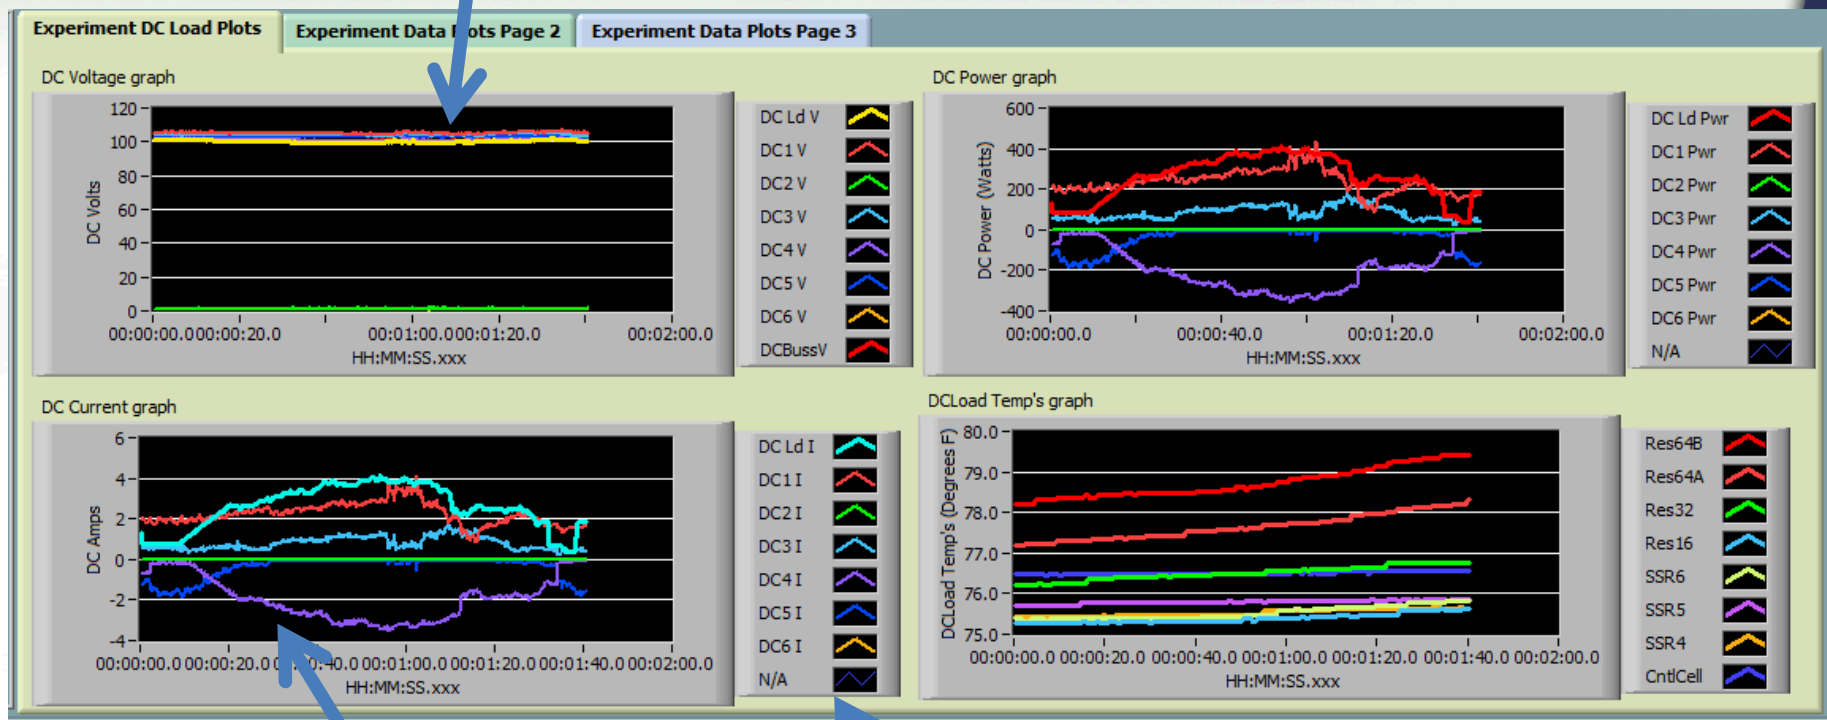 Experiment DC Load Plots
Experiment Data Plots Page 2
Experiment Data Plots Page 3
DC Voltage graph
120
100
80
60
40
20
0
DC Volts
00:00:00.000:00:20.0 00:01:00.000:01:20.0 00:02:00.0
HH:MM:SS.xxx
DC Ld V
DC1 V
DC2 V
DC3 V
DC4 V
DC5 V
DC6 V
DCBussV
DC Power graph
600
400
200
0
-200
-400
DC Power (Watts)
00:00:00.0 00:00:40.0 00:01:20.0 00:02:00.0
HH:MM:SS.xxx
DC Ld Pwr
DC1 Pwr
DC2 Pwr
DC3 Pwr
DC4 Pwr
DC5 Pwr
DC6 Pwr
N/A
DC Current graph
6
4
2
0
-2
-4
DC Amps
00:00:00.0 00:00:20.0 00:00:40.0 00:01:00.0 00:01:20.0 00:01:40.0 00:02:00.0
HH:MM:SS.xxx
DC Ld I
DC1 I
DC2 I
DC3 I
DC4 I
DC5 I
DC6 I
N/A
DCLoad Temp's graph
80.0
79.0
78.0
77.0
76.0
75.0
DCLoad Temp's (Degrees F)
00:00:00.0 00:00:20.0 00:00:40.0 00:01:00.0 00:01:20.0 00:01:40.0 00:02:00.0
HH:MM:SS.xxx
Res64B
Res64A
Res32
Res16
SSR6
SSR5
SSR4
CntlCell